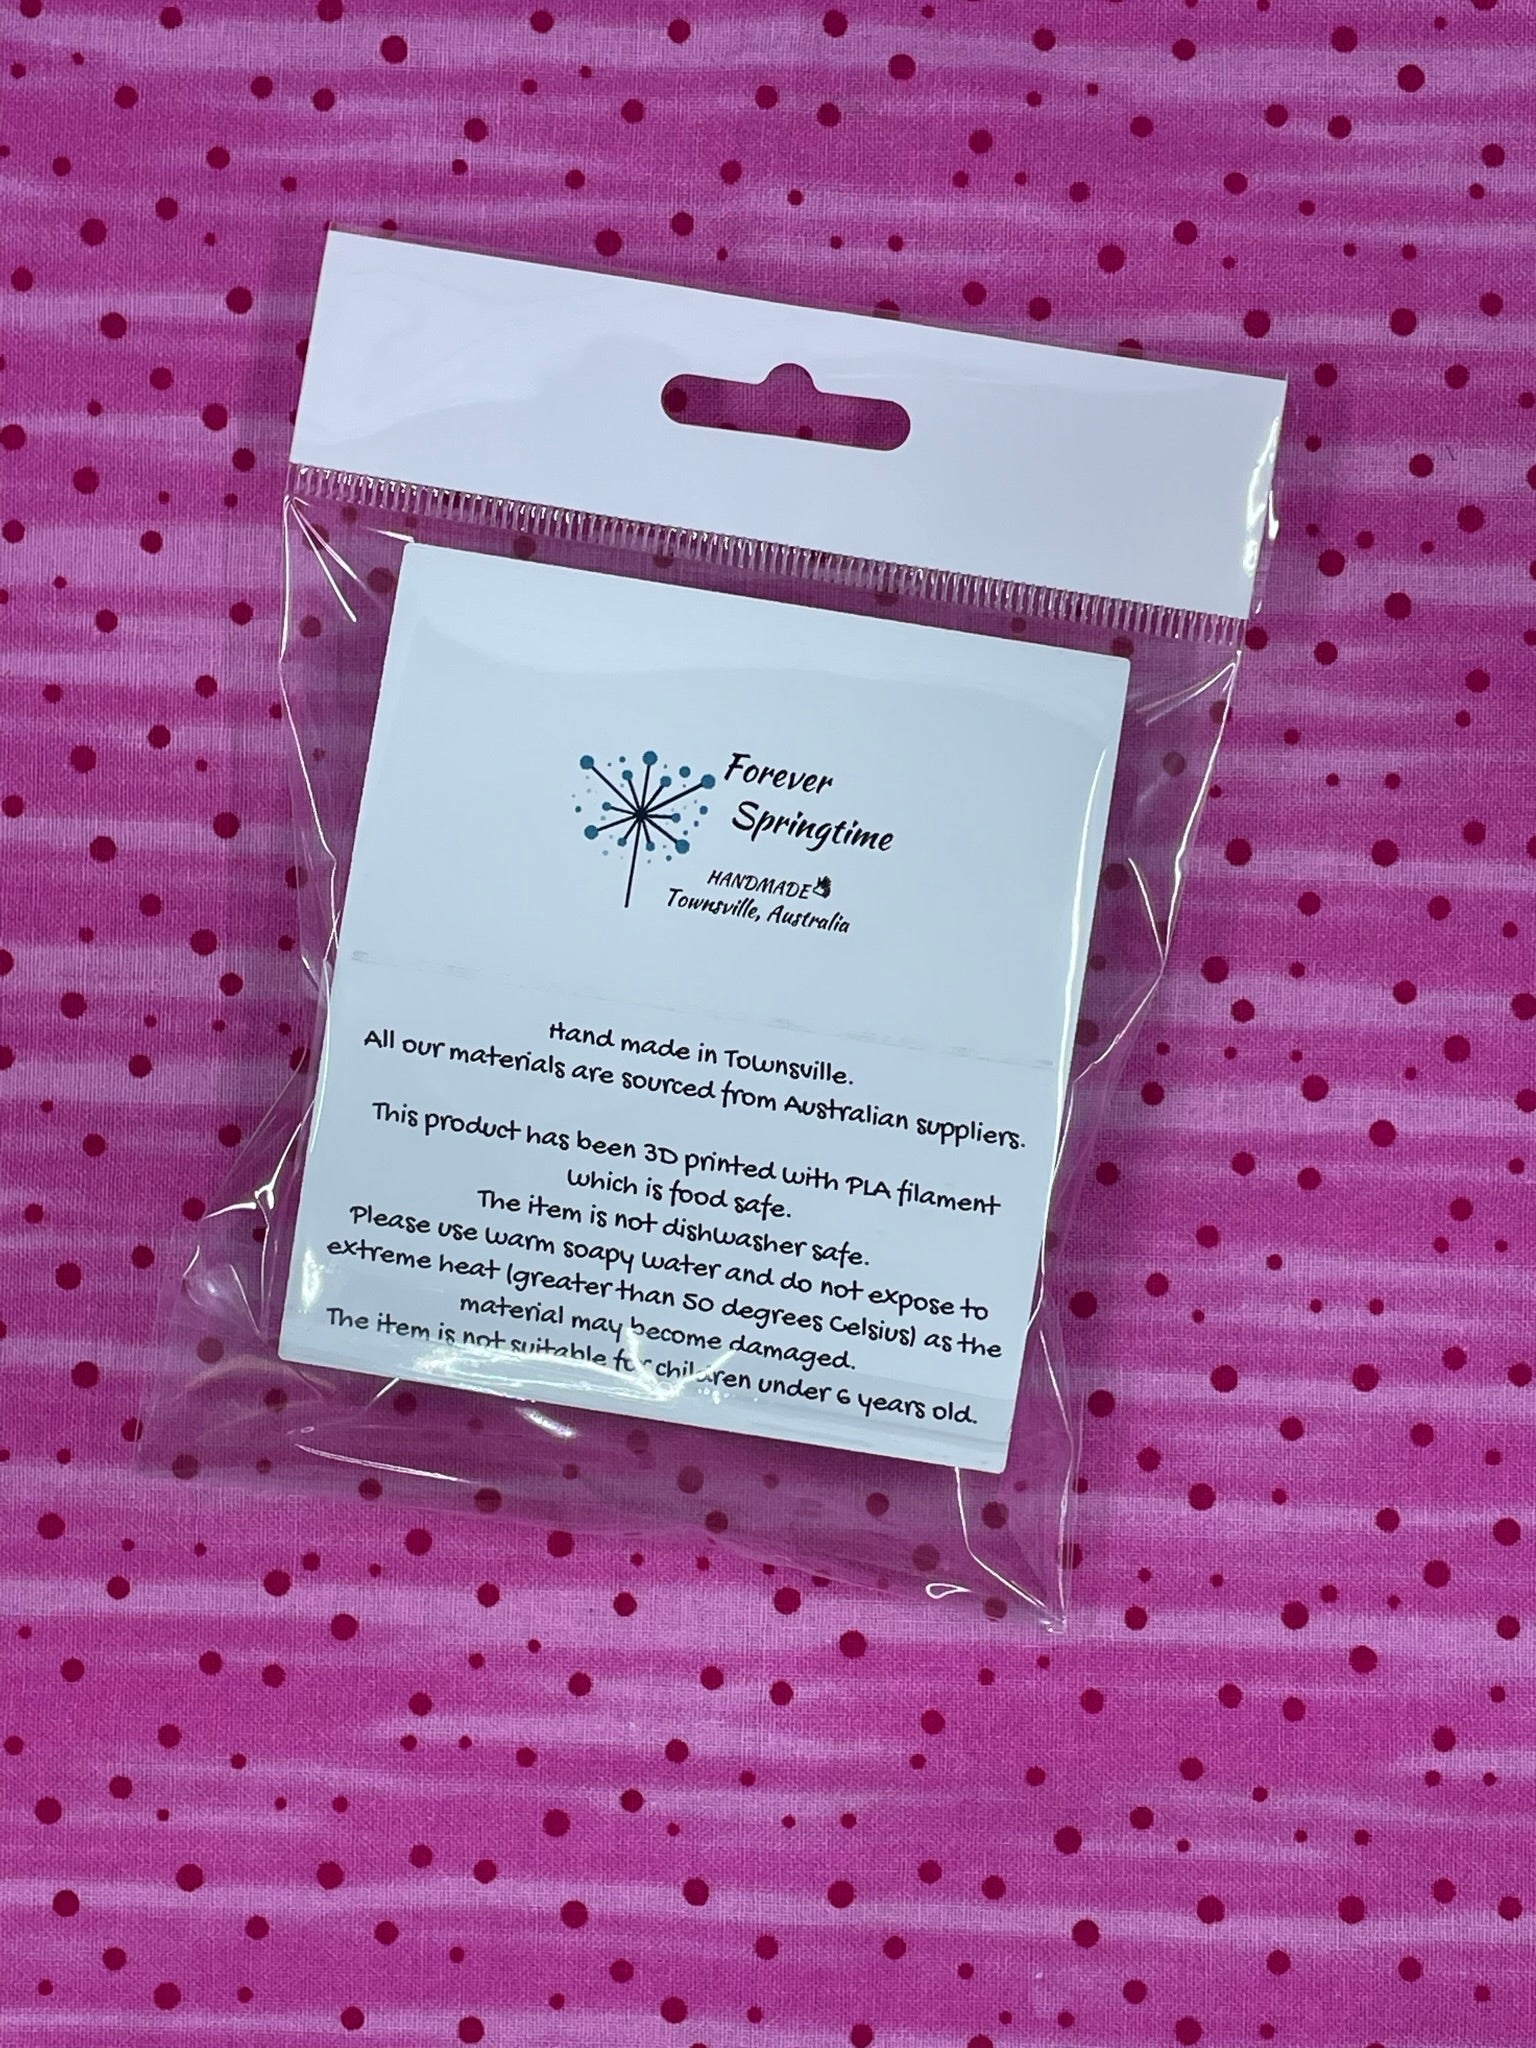 Forever
Springtime
HANDMADE
Townsville, Australia
Hand made in Townsville.
All our materials are sourced from Australian suppliers.
This product has been 3D printed with PLA filament
which is food safe.
The item is not dishwasher safe.
Please use warm soapy water and do not expose to
extreme heat (greater than 50 degrees Celsius) as the
material may become damaged.
The item is not suitable for children under 6 years old.